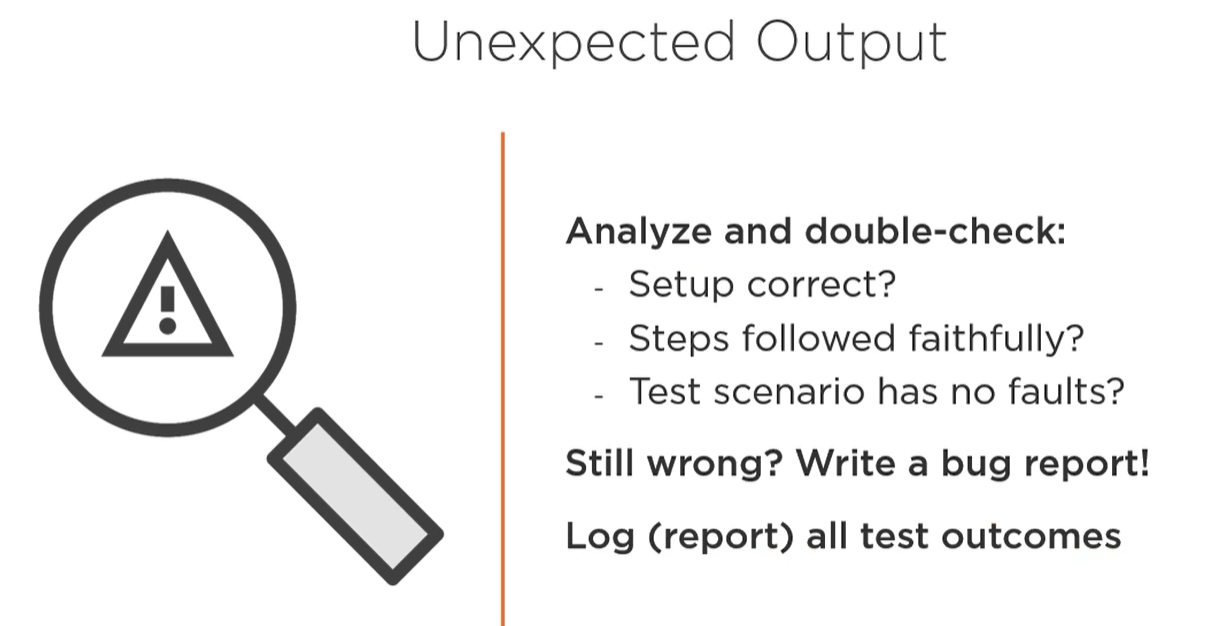 Unexpected Output
Analyze and double-check:
- Setup correct?
- Steps followed faithfully?
- Test scenario has no faults?
Still wrong? Write a bug report!
Log (report) all test outcomes